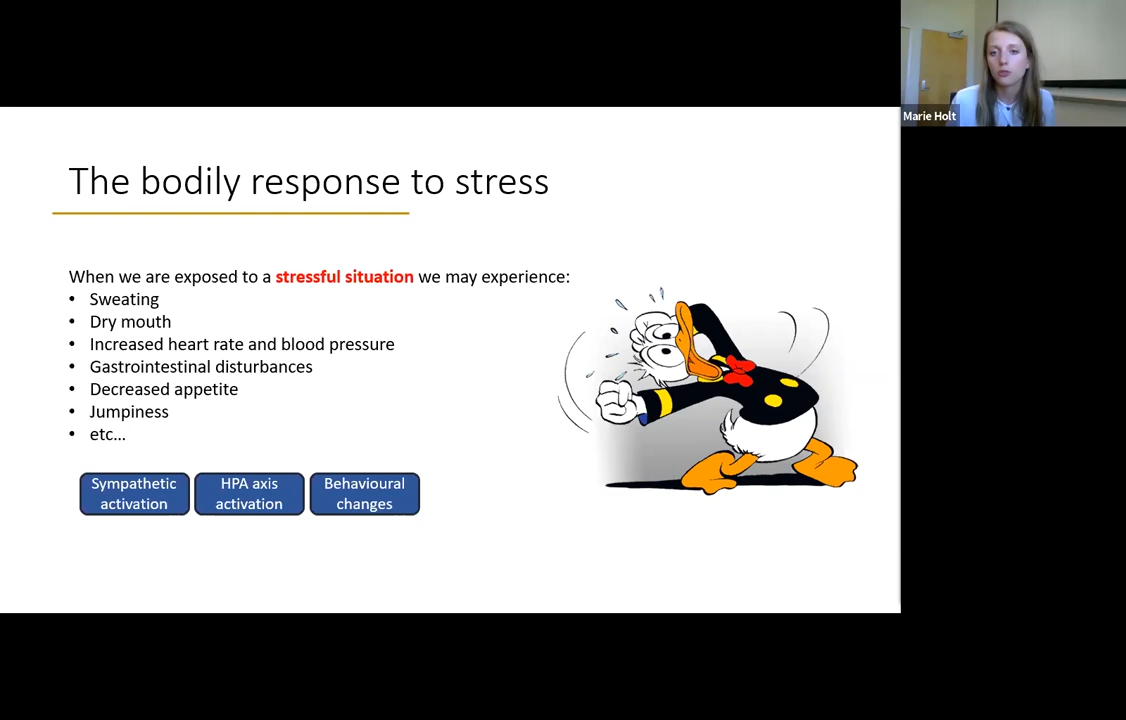 Marie Holt
The bodily response to stress
When we are exposed to a stressful situation we may experience:
• Sweating
• Dry mouth
• Increased heart rate and blood pressure
• Gastrointestinal disturbances
• Decreased appetite
• Jumpiness
• etc...
Sympathetic
activation
HPA axis
activation
Behavioural
changes